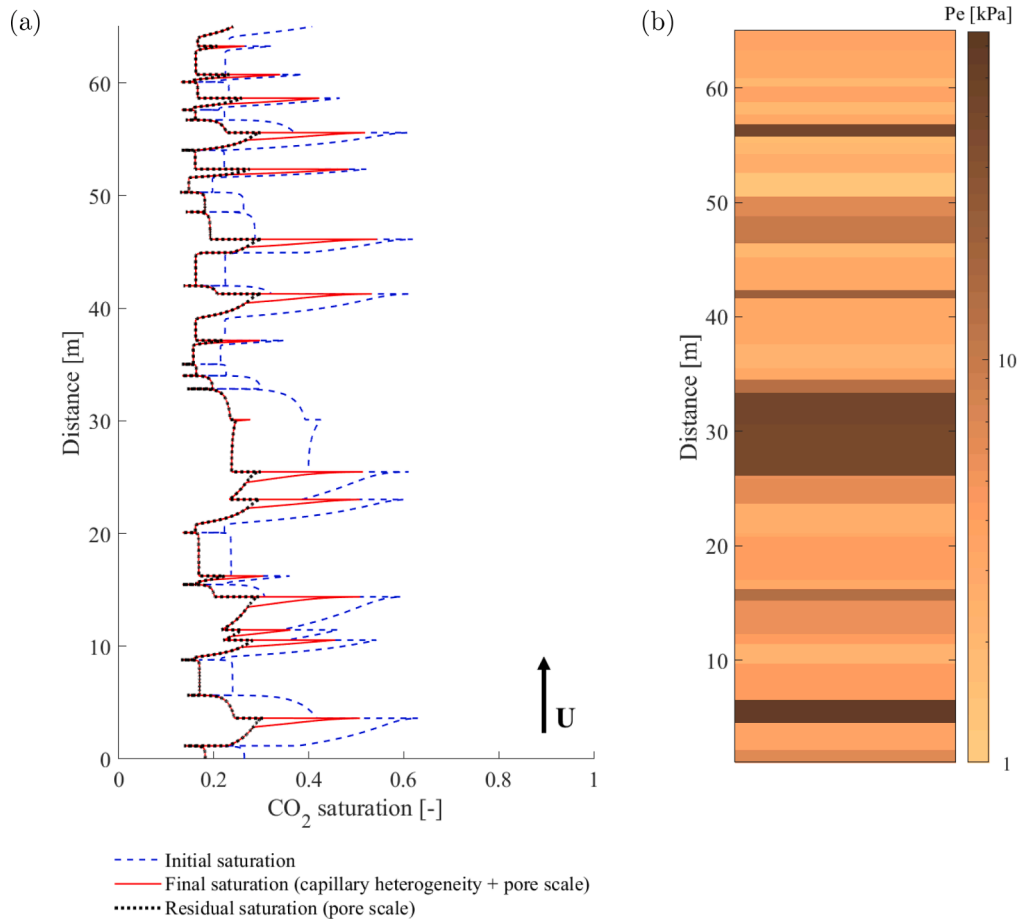 (a)
Distance [m]
60
50
40
30
20
10
0
0 0.2 0.4 0.6 0.8 1
CO2 saturation [-]
U
Initial saturation
Final saturation (capillary heterogeneity + pore scale)
Residual saturation (pore scale)
(b)
Pe [kPa]
Distance [m]
60
50
40
30
20
10
10
1